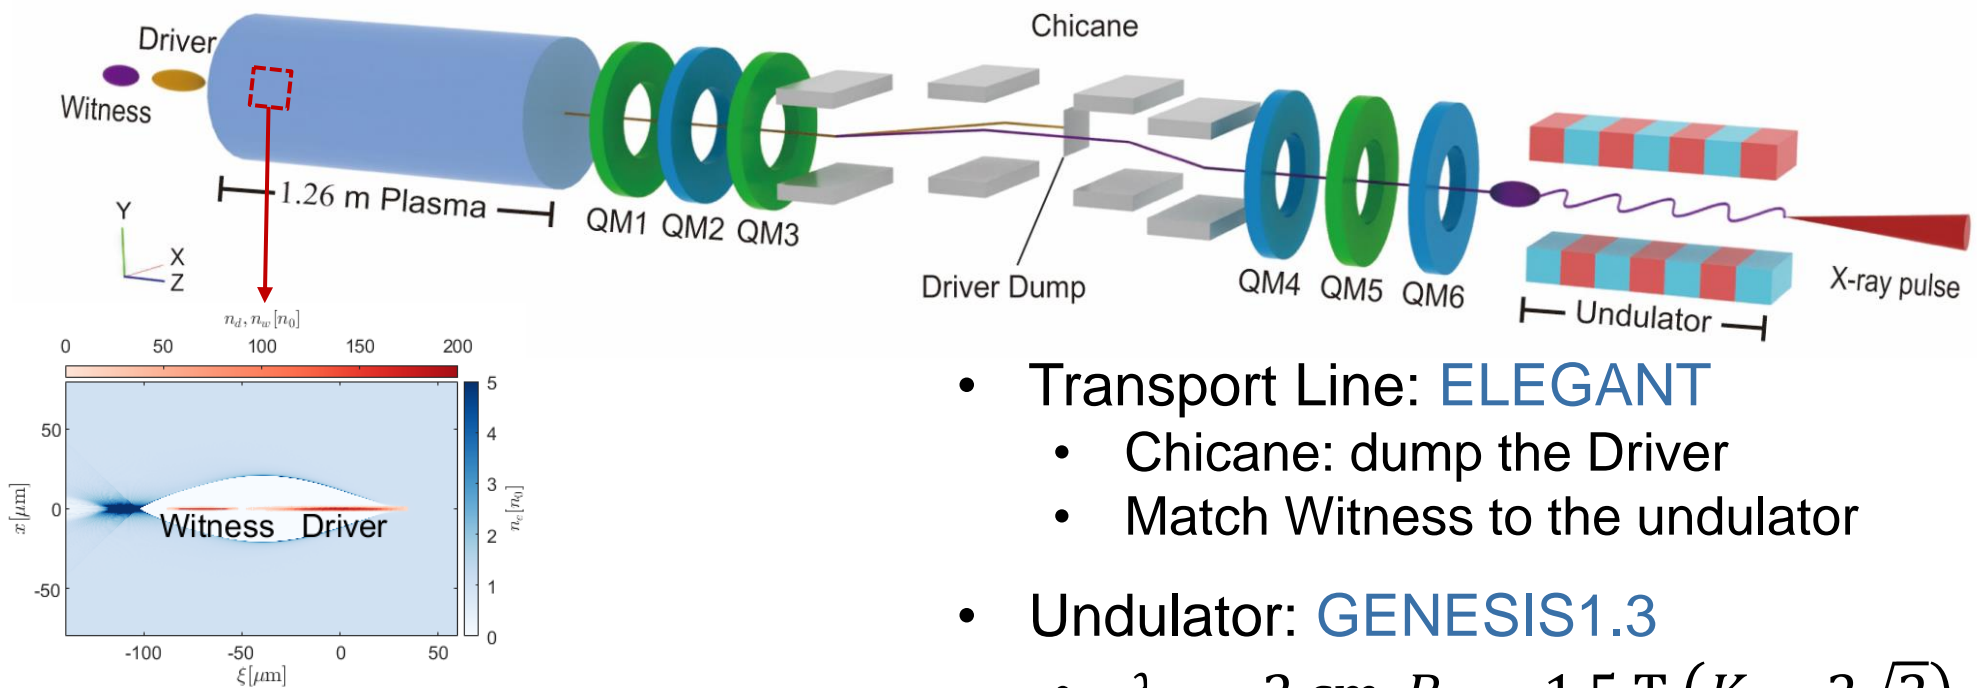 Chicane
Driver
Witness
1.26 m Plasma
QM1 QM2 QM3
Y
X
Z
Driver Dump
QM4 QM5 QM6
Undulator
X-ray pulse
n_d, n_w [n_0]
0 50 100 150 200
50
0
-50
x [μm]
Witness Driver
5
4
3
2
1
0
n_e [n_0]
-100 -50 0 50
ξ [μm]
• Transport Line: ELEGANT
• Chicane: dump the Driver
• Match Witness to the undulator
• Undulator: GENESIS1.3